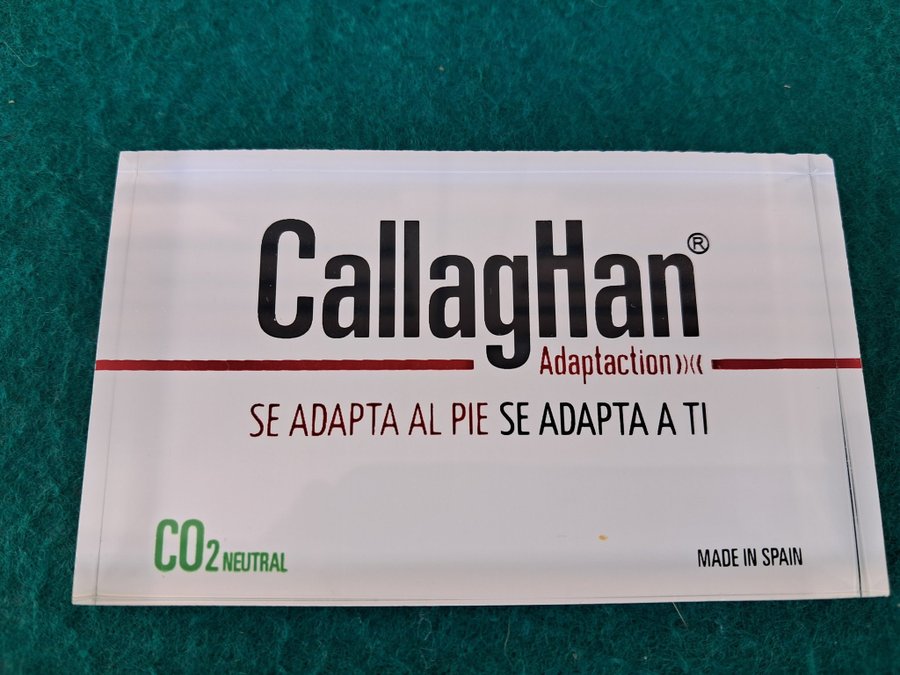 CallagHan®
Adaptaction
SE ADAPTA AL PIE SE ADAPTA A TI
CO2 NEUTRAL
MADE IN SPAIN